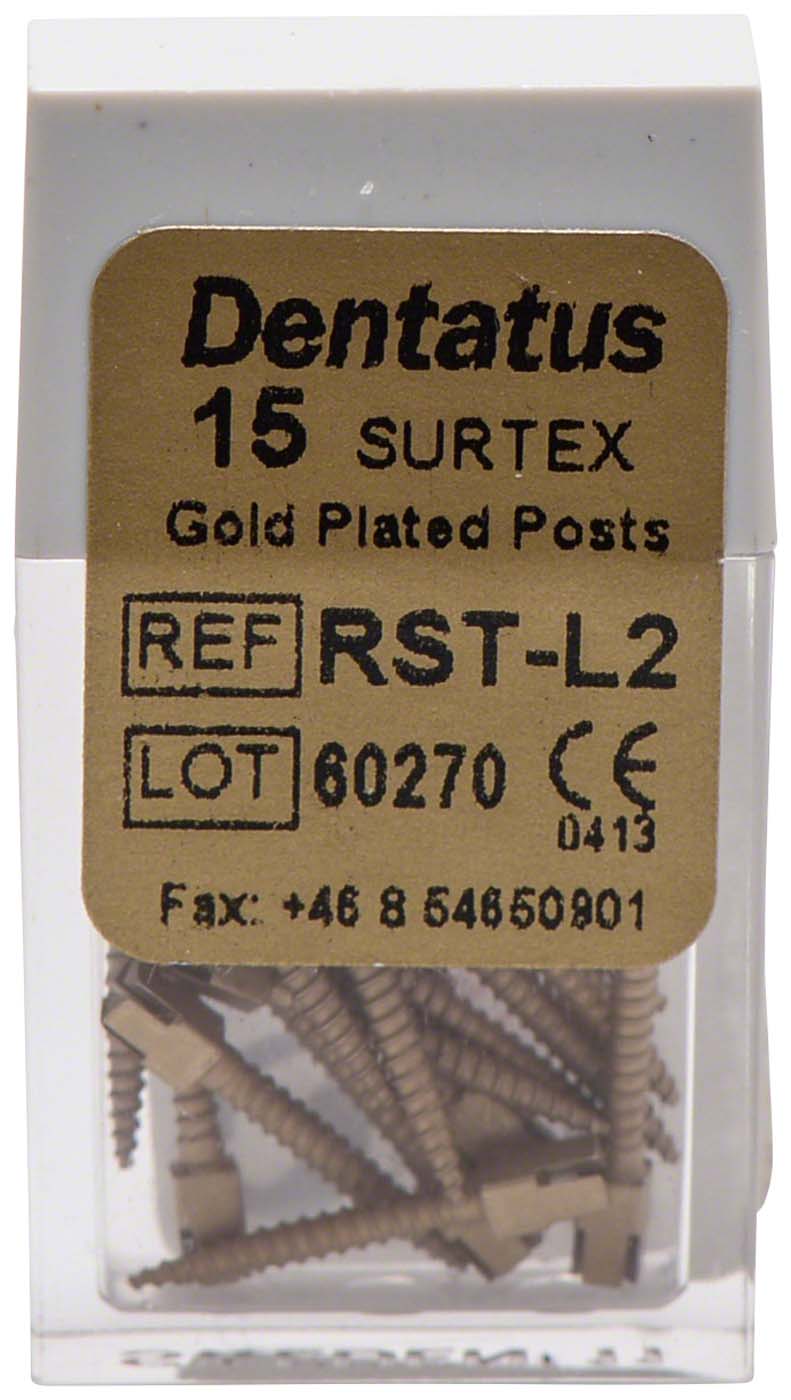 Dentatus
15 SURTEX
Gold Plated Posts
REF RST-L2
LOT 60270 CE
0413
Fax: +46 8 54650901